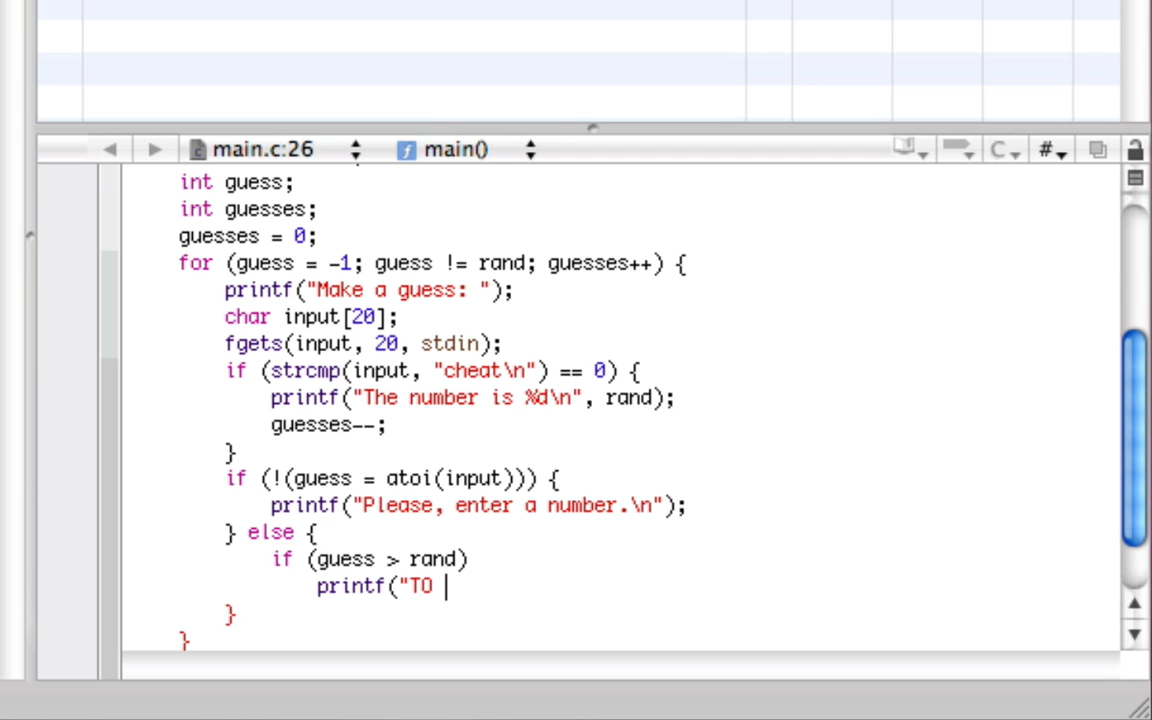 main.c:26 main() C #
int guess;
int guesses;
guesses = 0;
for (guess = -1; guess != rand; guesses++) {
printf("Make a guess: ");
char input[20];
fgets(input, 20, stdin);
if (strcmp(input, "cheat\n") == 0) {
printf("The number is %d\n", rand);
guesses--;
}
if (!(guess = atoi(input))) {
printf("Please, enter a number.\n");
} else {
if (guess > rand)
printf("TO
}
}